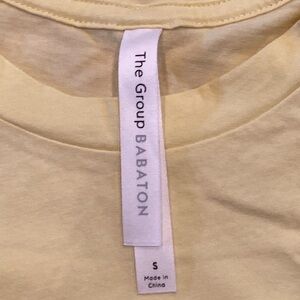 The Group BABATON
S
Made in
China